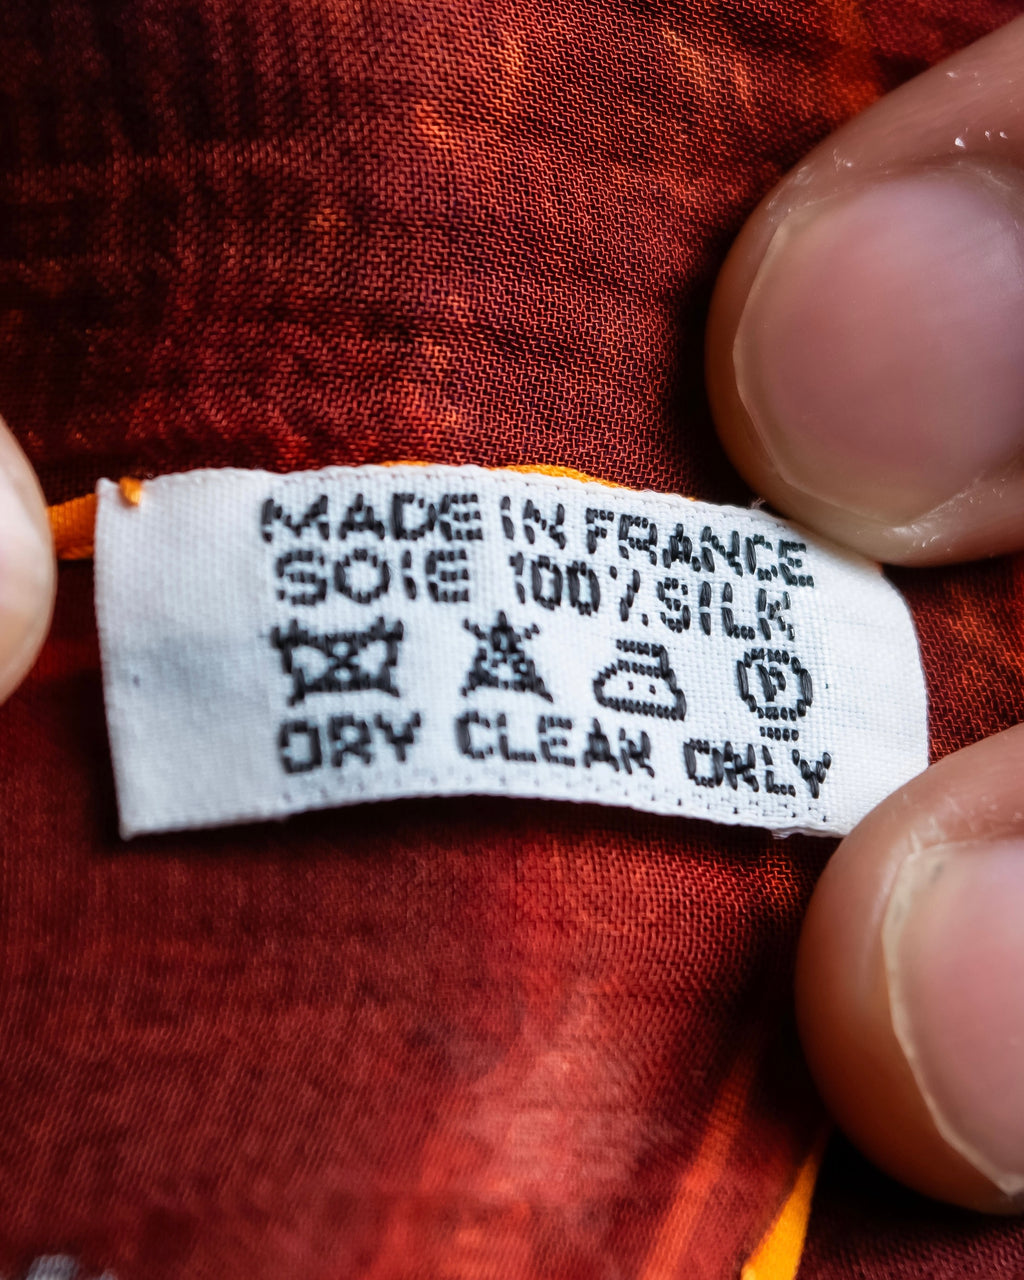 MADE IN FRANCE
SOIE 100% SILK
P
DRY CLEAN ONLY